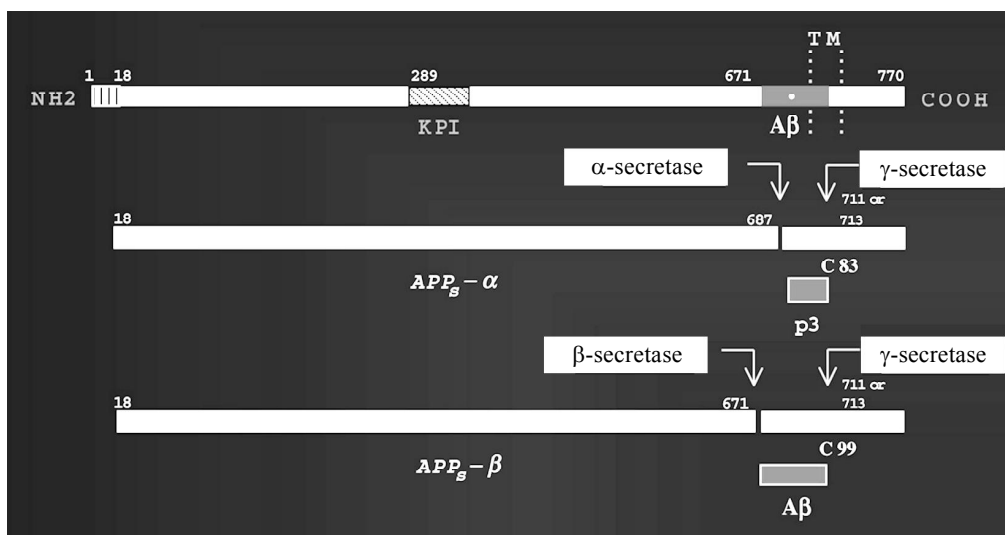 T M
1 18 289 671 770
NH2 COOH
KPI Aβ
α-secretase γ-secretase
711 or
18 687 713
C 83
APPs-α
p3
β-secretase γ-secretase
711 or
18 671 713
C 99
APPs-β
Aβ